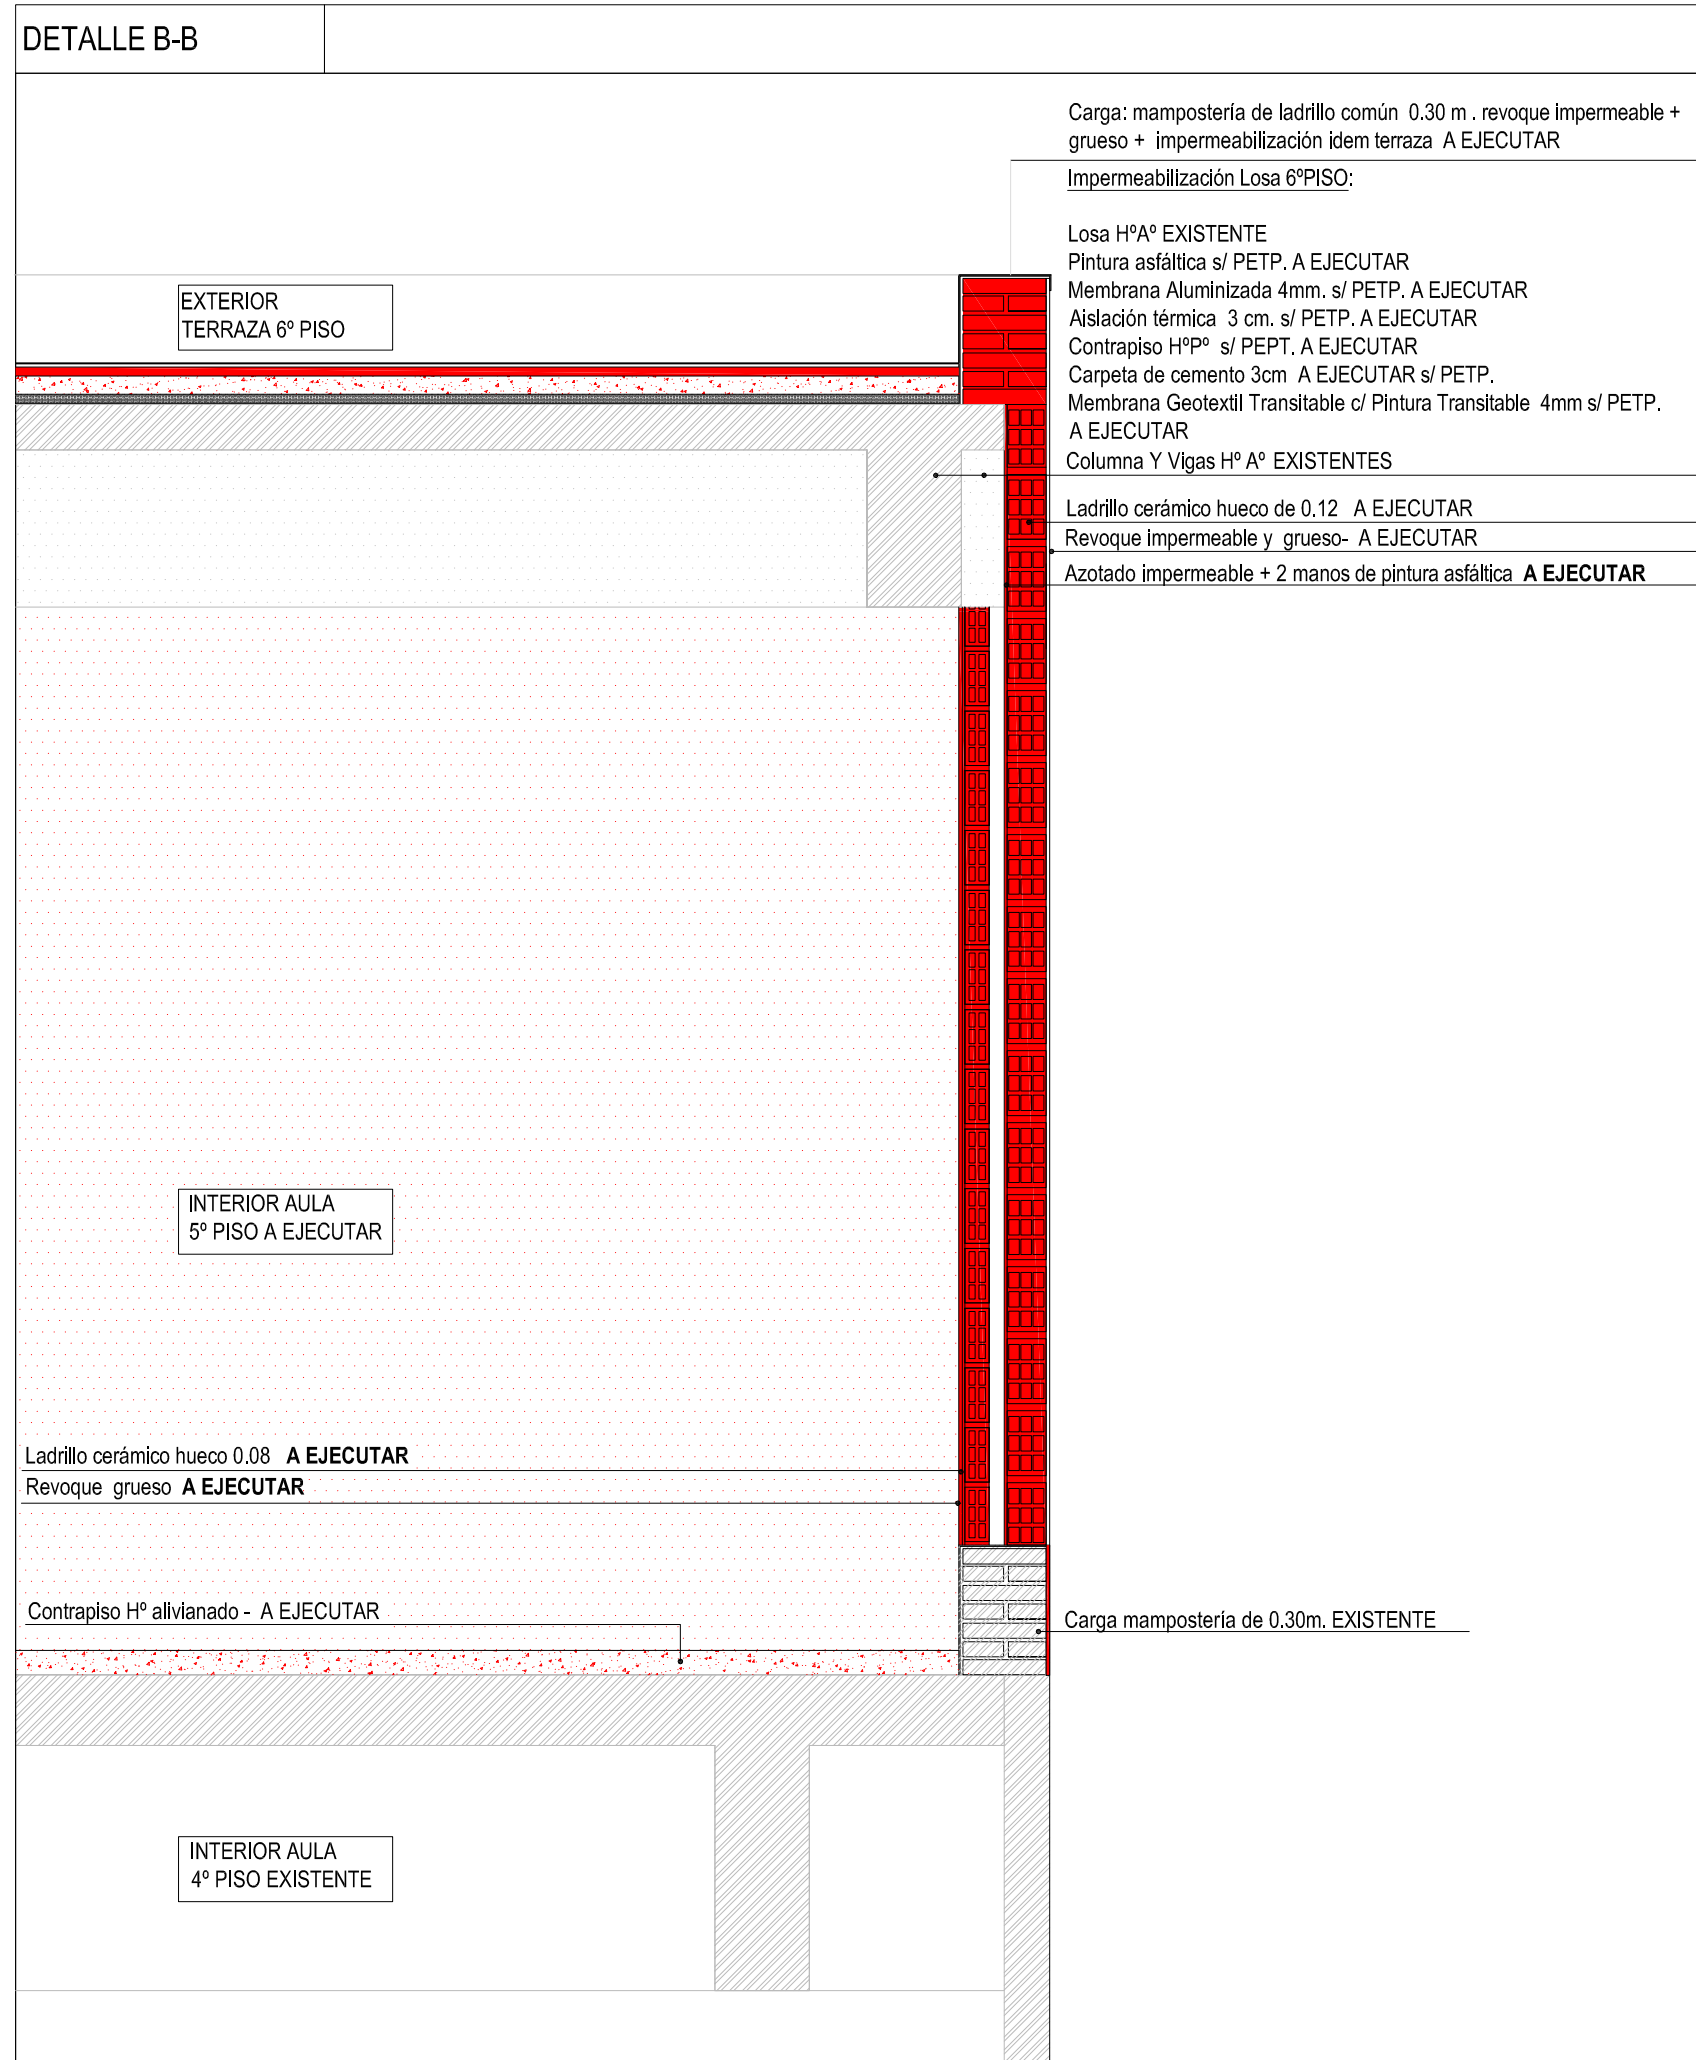 DETALLE B-B
Carga: mampostería de ladrillo común 0.30 m . revoque impermeable +
grueso + impermeabilización idem terraza A EJECUTAR
Impermeabilización Losa 6ºPISO:
Losa HºAº EXISTENTE
Pintura asfáltica s/ PETP. A EJECUTAR
Membrana Aluminizada 4mm. s/ PETP. A EJECUTAR
Aislación térmica 3 cm. s/ PETP. A EJECUTAR
Contrapiso HºPº s/ PEPT. A EJECUTAR
Carpeta de cemento 3cm A EJECUTAR s/ PETP.
Membrana Geotextil Transitable c/ Pintura Transitable 4mm s/ PETP.
A EJECUTAR
Columna Y Vigas Hº Aº EXISTENTES
Ladrillo cerámico hueco de 0.12 A EJECUTAR
Revoque impermeable y grueso- A EJECUTAR
Azotado impermeable + 2 manos de pintura asfáltica A EJECUTAR
EXTERIOR
TERRAZA 6º PISO
INTERIOR AULA
5º PISO A EJECUTAR
Ladrillo cerámico hueco 0.08 A EJECUTAR
Revoque grueso A EJECUTAR
Contrapiso Hº alivianado - A EJECUTAR
Carga mampostería de 0.30m. EXISTENTE
INTERIOR AULA
4º PISO EXISTENTE